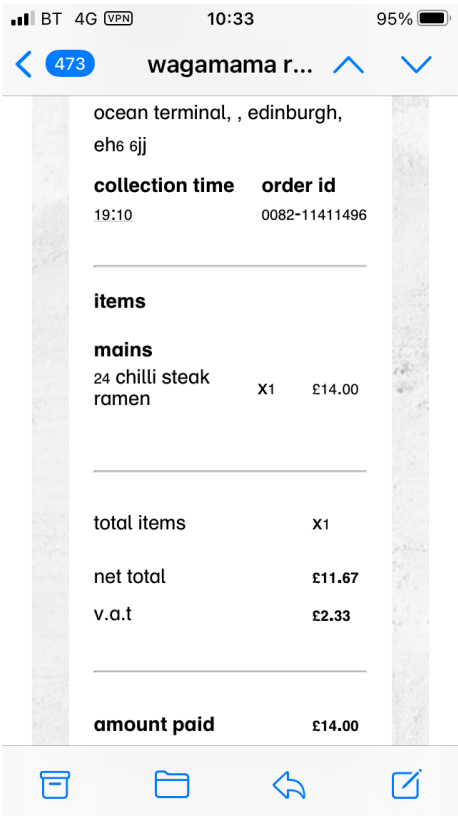 BT 4G VPN 10:33 95%
473 wagamama r...
ocean terminal, , edinburgh,
eh6 6jj
collection time order id
19:10 0082-11411496
items
mains
24 chilli steak
ramen X1 £14.00
total items X1
net total £11.67
v.a.t £2.33
amount paid £14.00